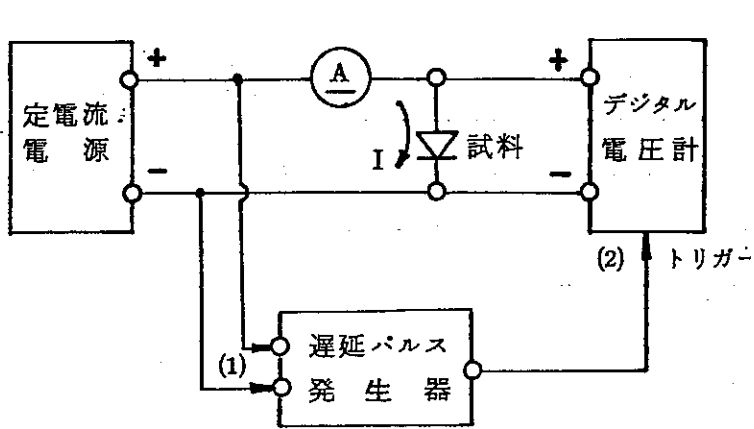 +
A
+
定電流
電源
デジタル
電圧計
I
試料
−
−
(2)
トリガー
(1)
遅延パルス
発生器